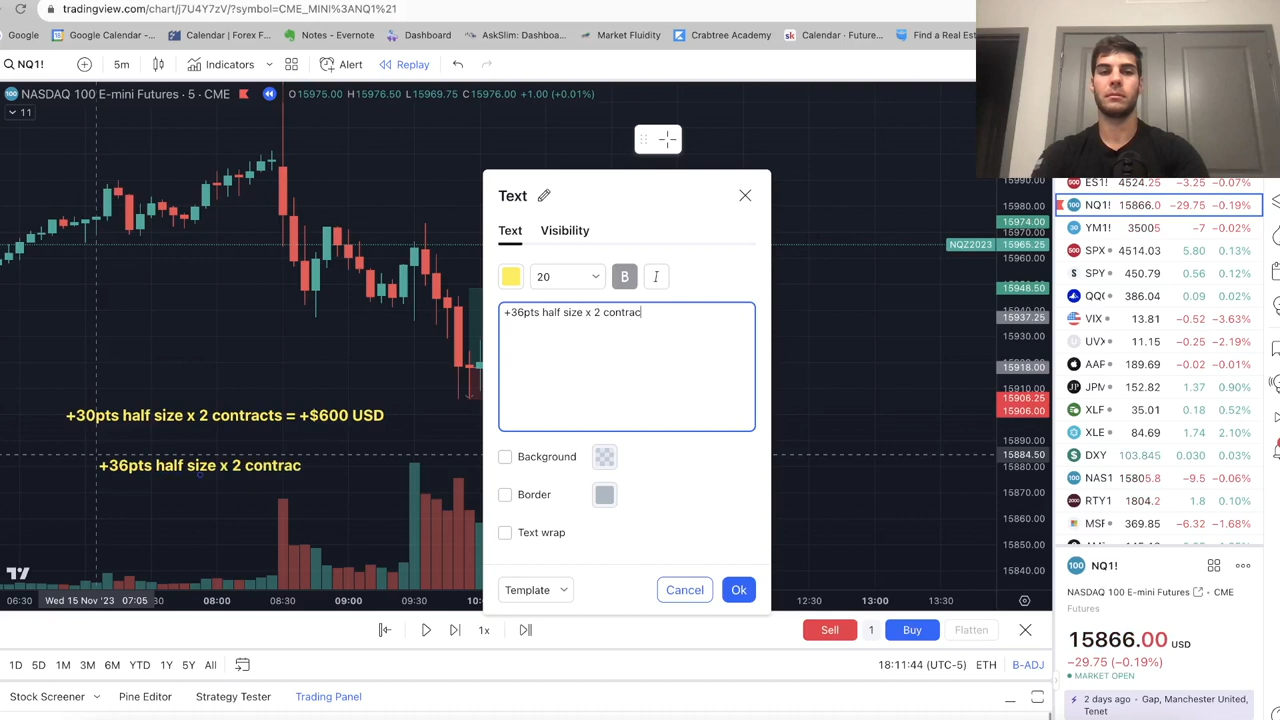 tradingview.com/chart/j7U4Y7zV/?symbol=CME_MINI%3ANQ1%21
Google
Google Calendar -...
Calendar | Forex F...
Notes - Evernote
Dashboard
AskSlim: Dashboa...
Market Fluidity
Crabtree Academy
Calendar · Future...
Find a Real Est
NQ1!
5m
Indicators
Alert
Replay
NASDAQ 100 E-mini Futures · 5 · CME
O15975.00 H15976.50 L15969.75 C15976.00 +1.00 (+0.01%)
11
Text
Text
Visibility
20
B
I
+36pts half size x 2 contrac
Background
Border
Text wrap
Template
Cancel
Ok
+30pts half size x 2 contracts = +$600 USD
+36pts half size x 2 contrac
15990.00
15980.00
15974.00
15970.00
NQZ2023 15965.25
15960.00
15948.50
15940.00
15937.25
15930.00
15918.00
15910.00
15906.25
15906.00
15890.00
15884.50
15880.00
15870.00
15860.00
15850.00
15840.00
06:30
Wed 15 Nov '23 07:05
08:00
08:30
09:00
09:30
12:30
13:00
13:30
1x
Sell
1
Buy
Flatten
1D 5D 1M 3M 6M YTD 1Y 5Y All
18:11:44 (UTC-5)
ETH
B-ADJ
Stock Screener
Pine Editor
Strategy Tester
Trading Panel
ES1! 4524.25 -3.25 -0.07%
NQ1! 15866.0 -29.75 -0.19%
YM1! 35005 -7 -0.02%
SPX 4514.03 5.80 0.13%
SPY 450.79 0.56 0.12%
QQQ 386.04 0.09 0.02%
VIX 13.81 -0.52 -3.63%
UVX 11.15 -0.25 -2.19%
AAP 189.69 -0.02 -0.01%
JPM 152.82 1.37 0.90%
XLF 35.01 0.18 0.52%
XLE 84.69 1.74 2.10%
DXY 103.845 0.030 0.03%
NAS1 15805.8 -9.5 -0.06%
RTY1 1804.2 1.8 0.10%
MSF 369.85 -6.32 -1.68%
NQ1!
NASDAQ 100 E-mini Futures · CME
Futures
15866.00 USD
−29.75 (−0.19%)
MARKET OPEN
2 days ago · Gap, Manchester United,
Tenet